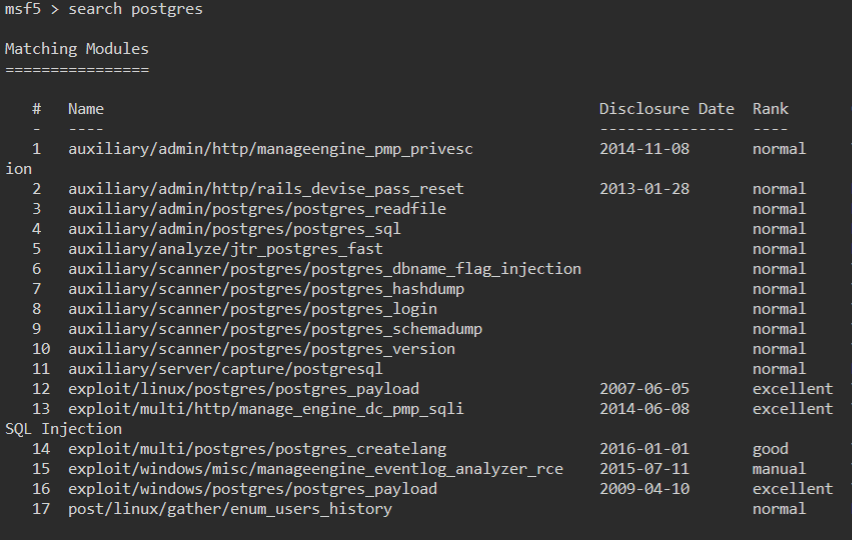 msf5 > search postgres
Matching Modules
================
# Name Disclosure Date Rank
- ---- --------------- ----
1 auxiliary/admin/http/manageengine_pmp_privesc 2014-11-08 normal
ion
2 auxiliary/admin/http/rails_devise_pass_reset 2013-01-28 normal
3 auxiliary/admin/postgres/postgres_readfile normal
4 auxiliary/admin/postgres/postgres_sql normal
5 auxiliary/analyze/jtr_postgres_fast normal
6 auxiliary/scanner/postgres/postgres_dbname_flag_injection normal
7 auxiliary/scanner/postgres/postgres_hashdump normal
8 auxiliary/scanner/postgres/postgres_login normal
9 auxiliary/scanner/postgres/postgres_schemadump normal
10 auxiliary/scanner/postgres/postgres_version normal
11 auxiliary/server/capture/postgresql normal
12 exploit/linux/postgres/postgres_payload 2007-06-05 excellent
13 exploit/multi/http/manage_engine_dc_pmp_sqli 2014-06-08 excellent
SQL Injection
14 exploit/multi/postgres/postgres_createlang 2016-01-01 good
15 exploit/windows/misc/manageengine_eventlog_analyzer_rce 2015-07-11 manual
16 exploit/windows/postgres/postgres_payload 2009-04-10 excellent
17 post/linux/gather/enum_users_history normal